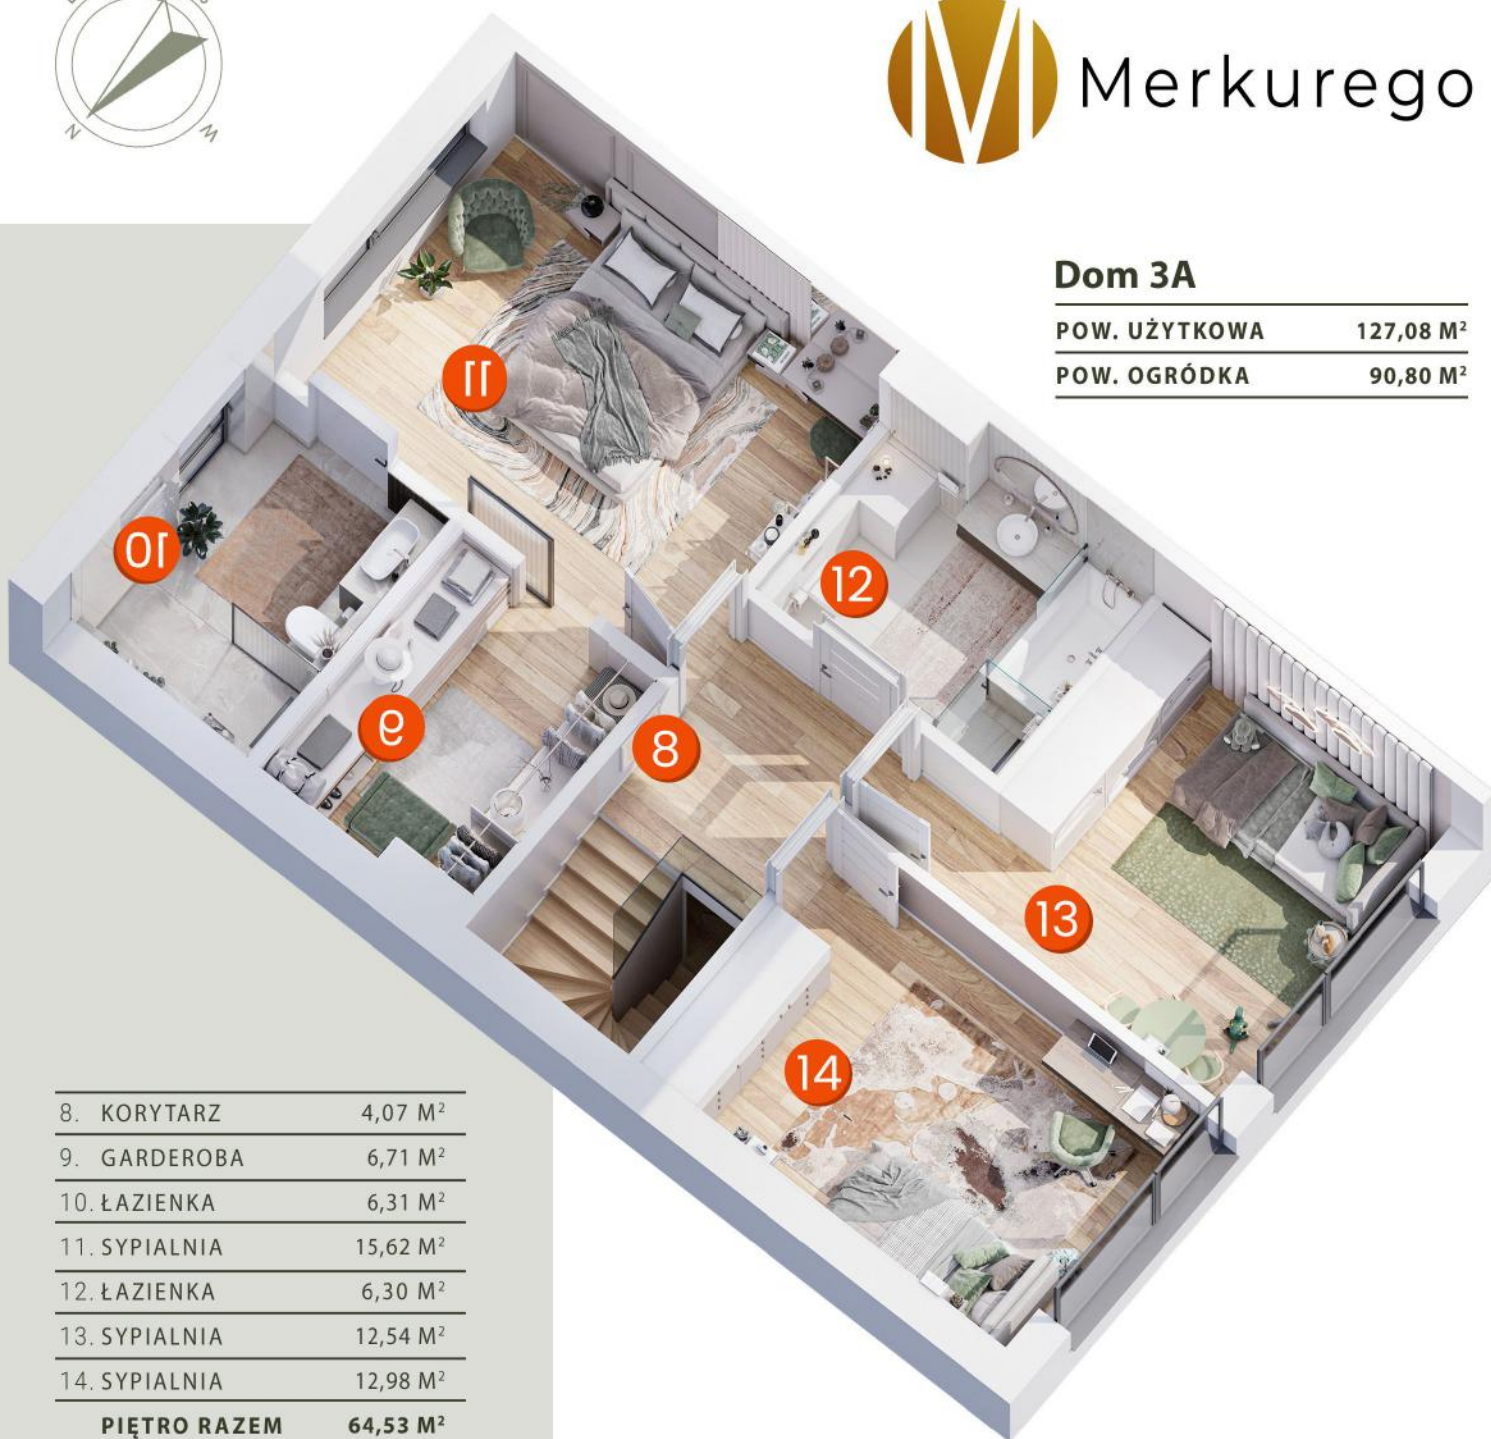 Merkurego
N
W
Dom 3A
POW. UŻYTKOWA 127,08 M²
POW. OGRÓDKA 90,80 M²
11
10
12
9
8
13
14
8. KORYTARZ 4,07 M²
9. GARDEROBA 6,71 M²
10. ŁAZIENKA 6,31 M²
11. SYPIALNIA 15,62 M²
12. ŁAZIENKA 6,30 M²
13. SYPIALNIA 12,54 M²
14. SYPIALNIA 12,98 M²
PIĘTRO RAZEM 64,53 M²